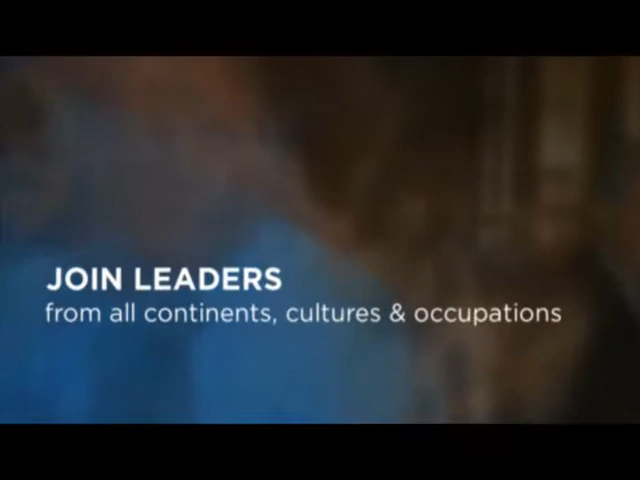 JOIN LEADERS
from all continents, cultures & occupations